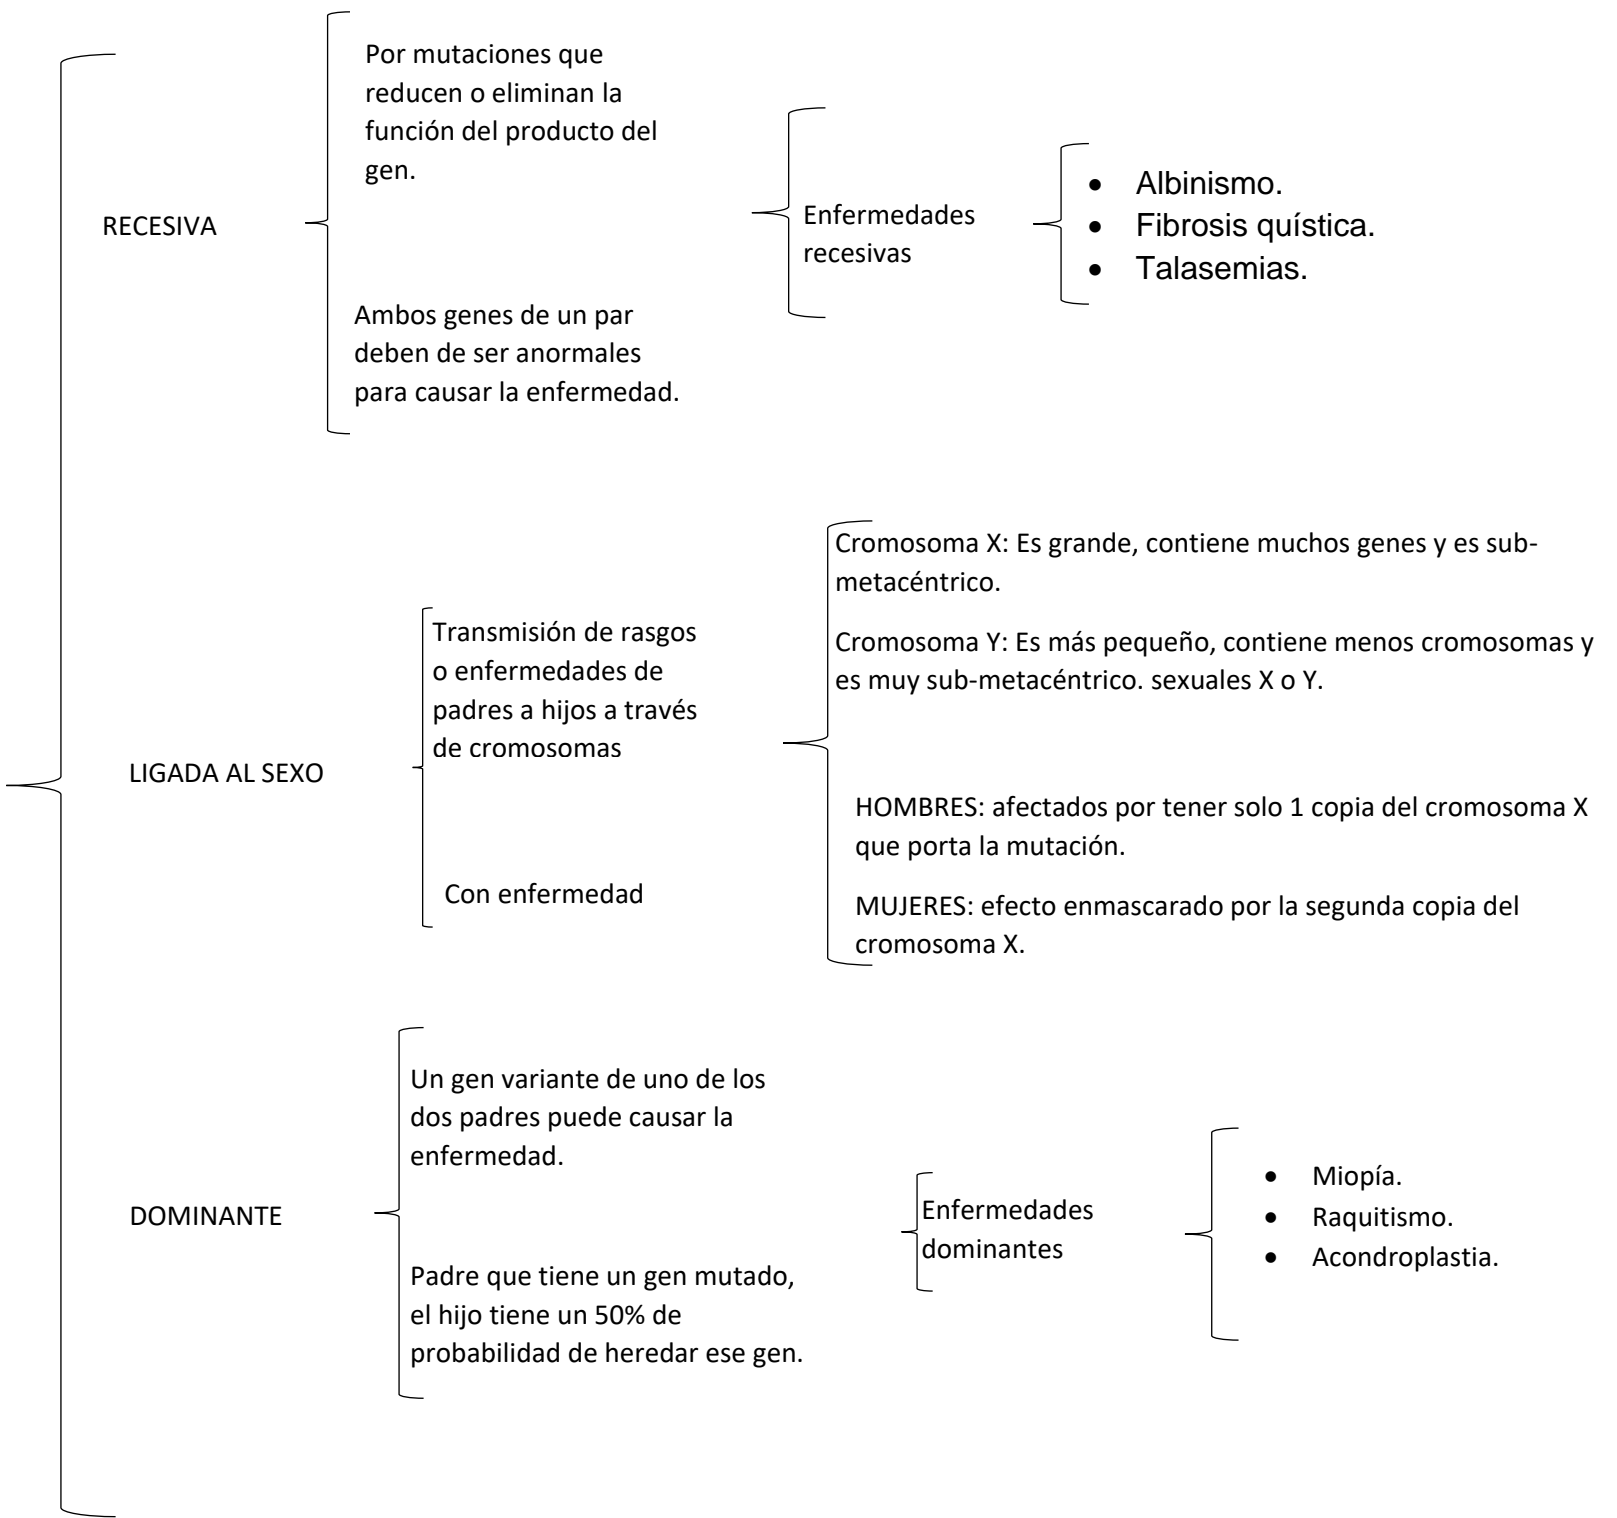 RECESIVA
Por mutaciones que
reducen o eliminan la
función del producto del
gen.
Ambos genes de un par
deben de ser anormales
para causar la enfermedad.
Enfermedades
recesivas
• Albinismo.
• Fibrosis quística.
• Talasemias.
LIGADA AL SEXO
Transmisión de rasgos
o enfermedades de
padres a hijos a través
de cromosomas
Con enfermedad
Cromosoma X: Es grande, contiene muchos genes y es sub-
metacéntrico.
Cromosoma Y: Es más pequeño, contiene menos cromosomas y
es muy sub-metacéntrico. sexuales X o Y.
HOMBRES: afectados por tener solo 1 copia del cromosoma X
que porta la mutación.
MUJERES: efecto enmascarado por la segunda copia del
cromosoma X.
DOMINANTE
Un gen variante de uno de los
dos padres puede causar la
enfermedad.
Padre que tiene un gen mutado,
el hijo tiene un 50% de
probabilidad de heredar ese gen.
Enfermedades
dominantes
• Miopía.
• Raquitismo.
• Acondroplastia.